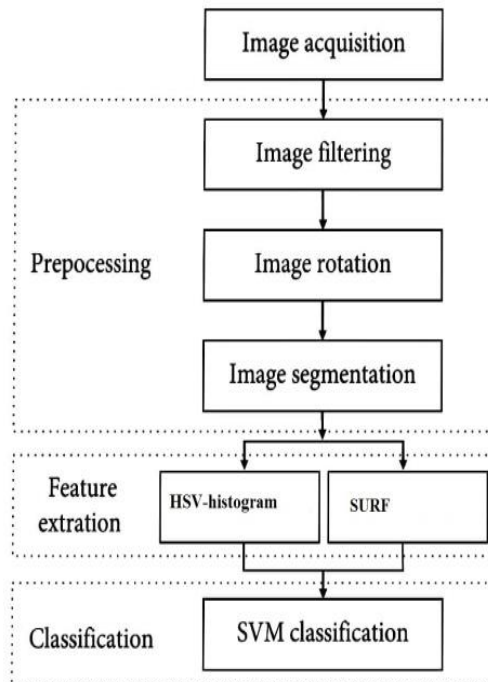 Image acquisition
Image filtering
Prepocessing
Image rotation
Image segmentation
Feature
extration
HSV-histogram
SURF
Classification
SVM classification